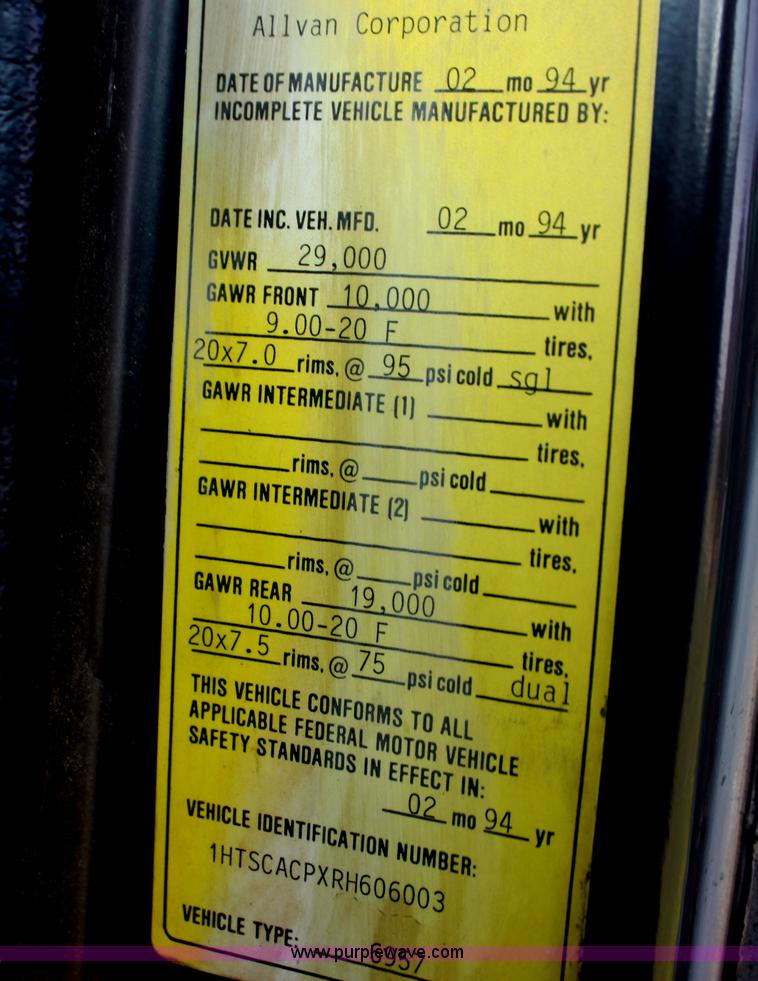 Allvan Corporation
DATE OF MANUFACTURE 02 mo 94 yr
INCOMPLETE VEHICLE MANUFACTURED BY:
DATE INC. VEH. MFD. 02 mo 94 yr
GVWR 29,000
GAWR FRONT 10,000 with
9.00-20 F tires,
20x7.0 rims, @ 95 psi cold sgl
GAWR INTERMEDIATE (1) with
tires,
rims, @ psi cold
GAWR INTERMEDIATE (2) with
tires,
rims, @ psi cold
GAWR REAR 19,000 with
10.00-20 F tires,
20x7.5 rims, @ 75 psi cold dual
THIS VEHICLE CONFORMS TO ALL
APPLICABLE FEDERAL MOTOR VEHICLE
SAFETY STANDARDS IN EFFECT IN:
02 mo 94 yr
VEHICLE IDENTIFICATION NUMBER:
1HTSCACPXRH606003
VEHICLE TYPE:
www.purplewave.com